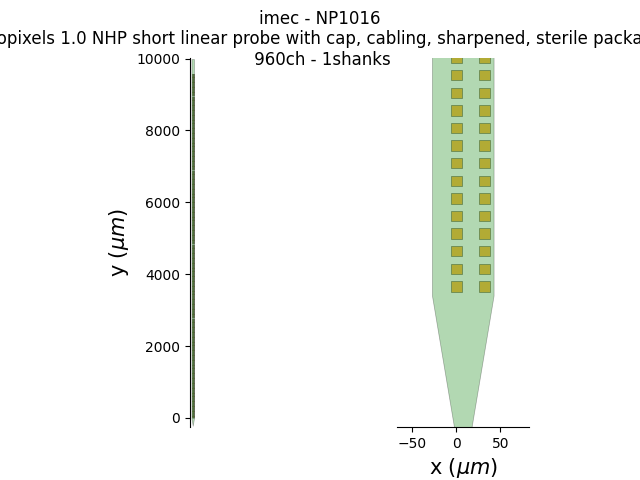 imec - NP1016
opixels 1.0 NHP short linear probe with cap, cabling, sharpened, sterile packa
960ch - 1shanks
10000
8000
6000
4000
2000
0
y (μm)
−50 0 50
x (μm)